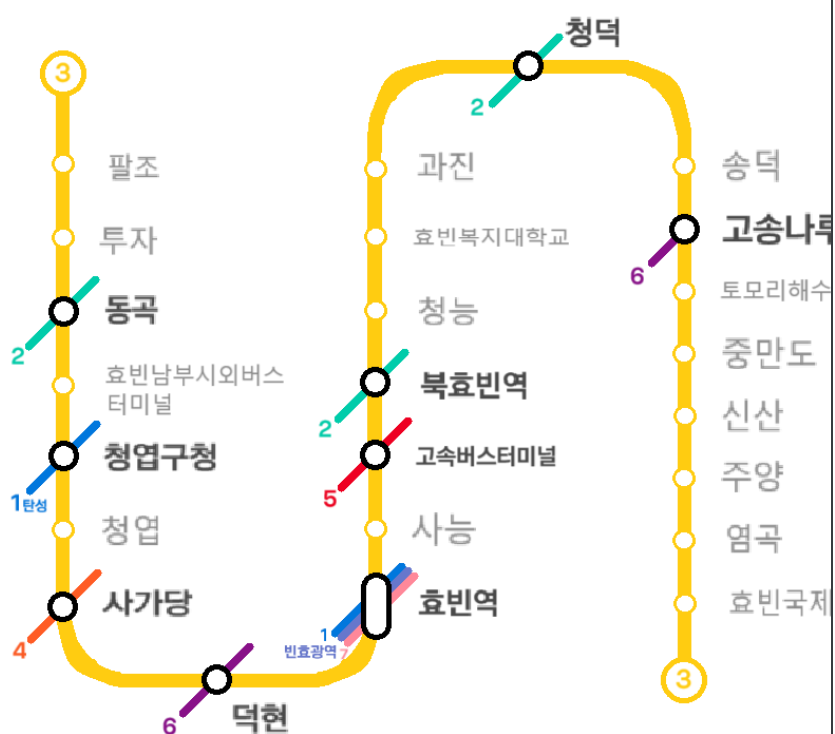 3
팔조
투자
동곡
2
효빈남부시외버스
터미널
청엽구청
1탄성
청엽
사가당
4
덕현
6
효빈역
1
빈효광역 7
사능
고속버스터미널
5
북효빈역
2
청능
효빈복지대학교
과진
청덕
2
송덕
고송나루
6
토모리해수
중만도
신산
주양
염곡
효빈국제
3